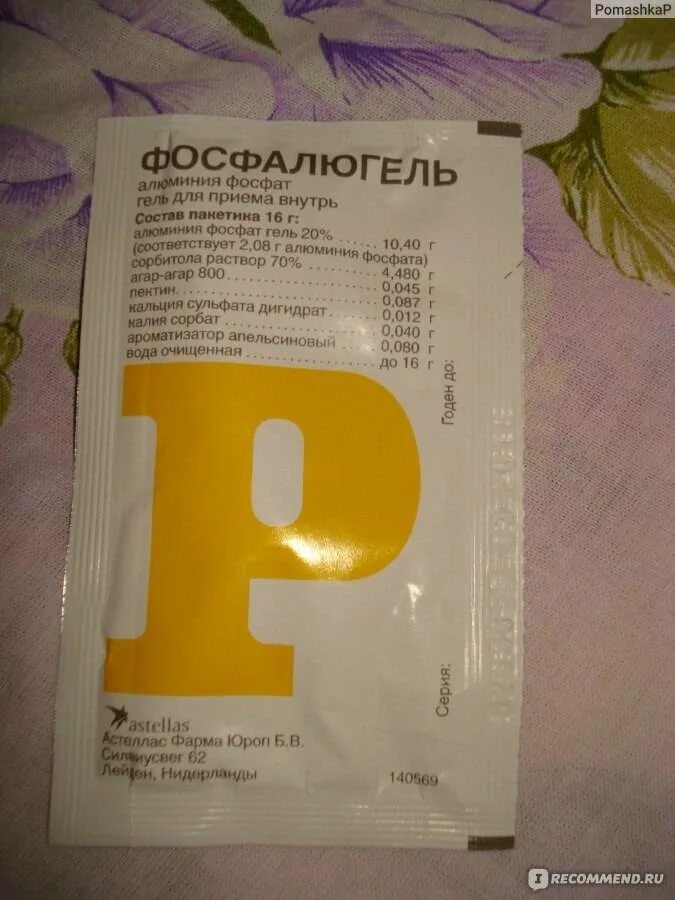 PomashkaP
ФОСФАЛЮГЕЛЬ
алюминия фосфат
гель для приема внутрь
Состав пакетика 16 г:
алюминия фосфат гель 20% ..... 10,40 г
(соответствует 2,08 г алюминия фосфата)
сорбитола раствор 70% ..... 4,480 г
агар-агар 800 ..... 0,045 г
пектин ..... 0,087 г
кальция сульфата дигидрат ..... 0,012 г
калия сорбат ..... 0,040 г
ароматизатор апельсиновый ..... 0,080 г
вода очищенная ..... до 16 г
Годен до:
P
Серия:
astellas
Астеллас Фарма Юроп Б.В.
Силвиусвег 62
Лейден, Нидерланды
140569
IRECOMMEND.RU